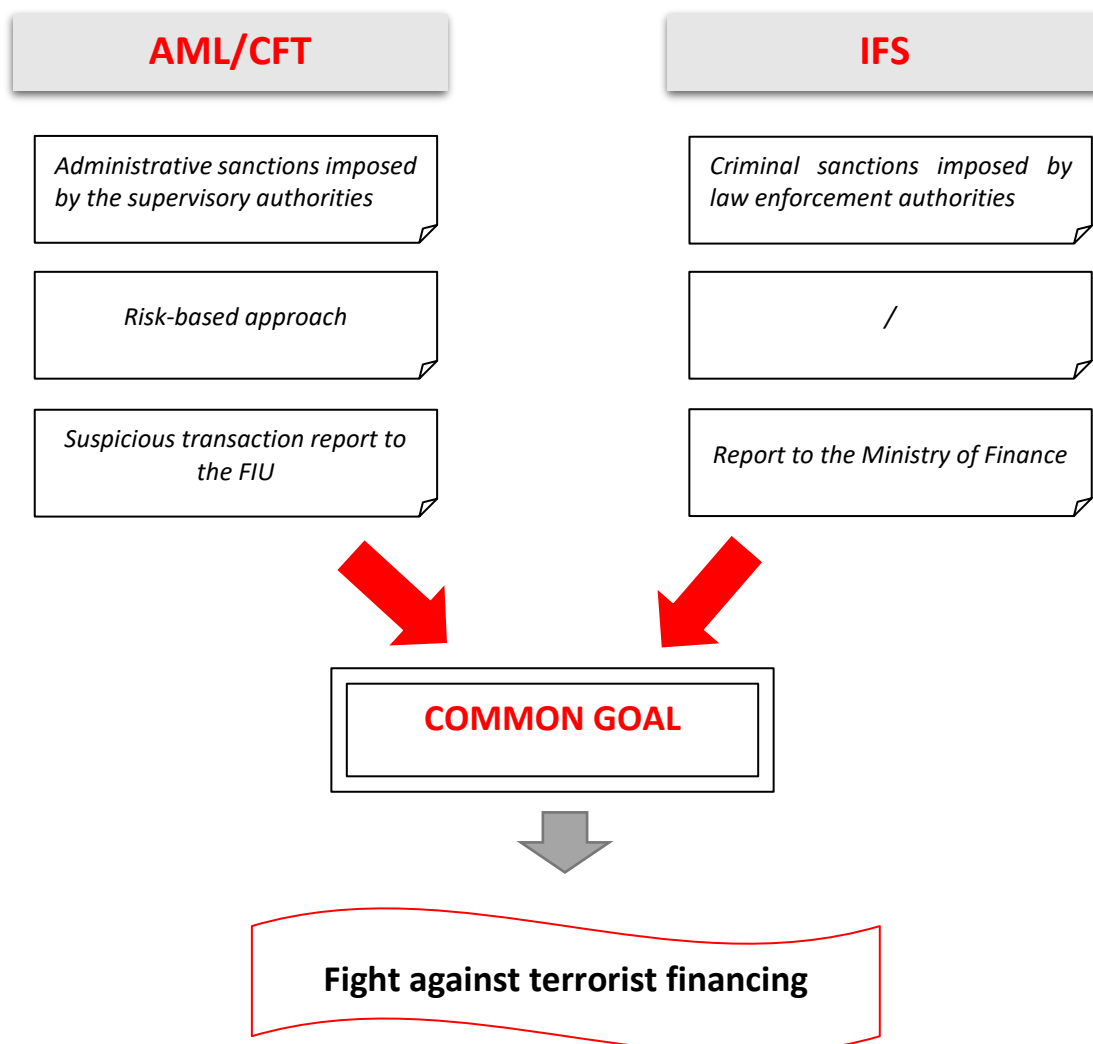 AML/CFT
IFS
Administrative sanctions imposed
by the supervisory authorities
Criminal sanctions imposed by
law enforcement authorities
Risk-based approach
/
Suspicious transaction report to
the FIU
Report to the Ministry of Finance
COMMON GOAL
Fight against terrorist financing